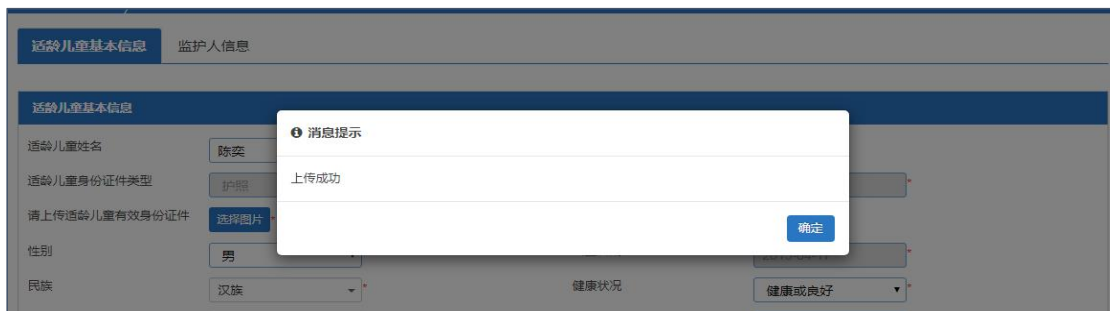 适龄儿童基本信息
监护人信息
适龄儿童基本信息
消息提示
适龄儿童姓名
陈奕
适龄儿童身份证件类型
护照
*
上传成功
请上传适龄儿童有效身份证件
选择图片
*
确定
性别
男
*
民族
汉族
*
健康状况
健康或良好
*